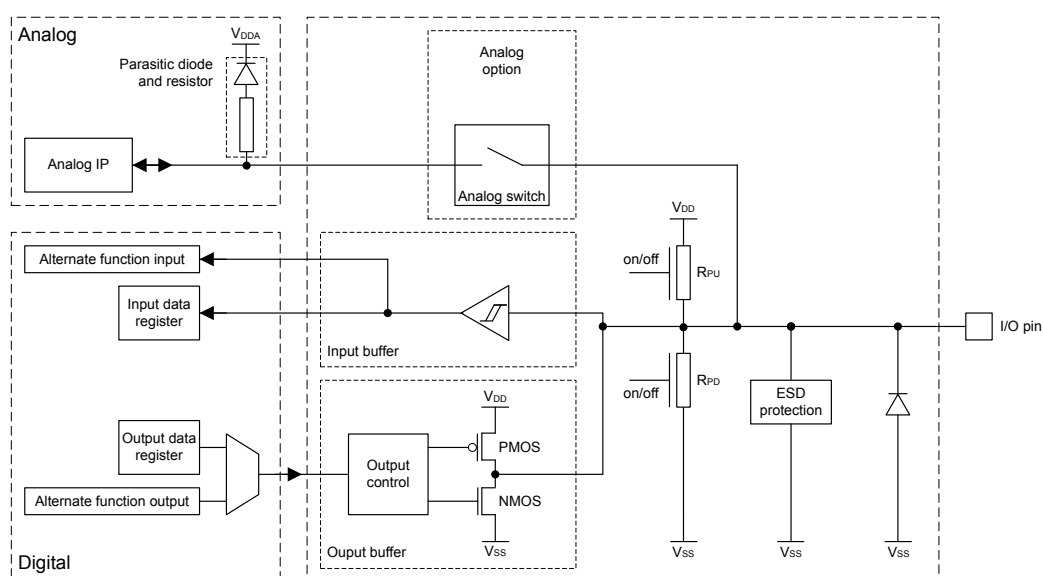 Analog
VDDA
Parasitic diode
and resistor
Analog
option
Analog IP
Analog switch
VDD
Alternate function input
on/off
RPU
Input data
register
I/O pin
Input buffer
RPD
on/off
ESD
protection
VDD
Output data
register
PMOS
Output
control
Alternate function output
NMOS
VSS
VSS
VSS
VSS
Ouput buffer
Digital